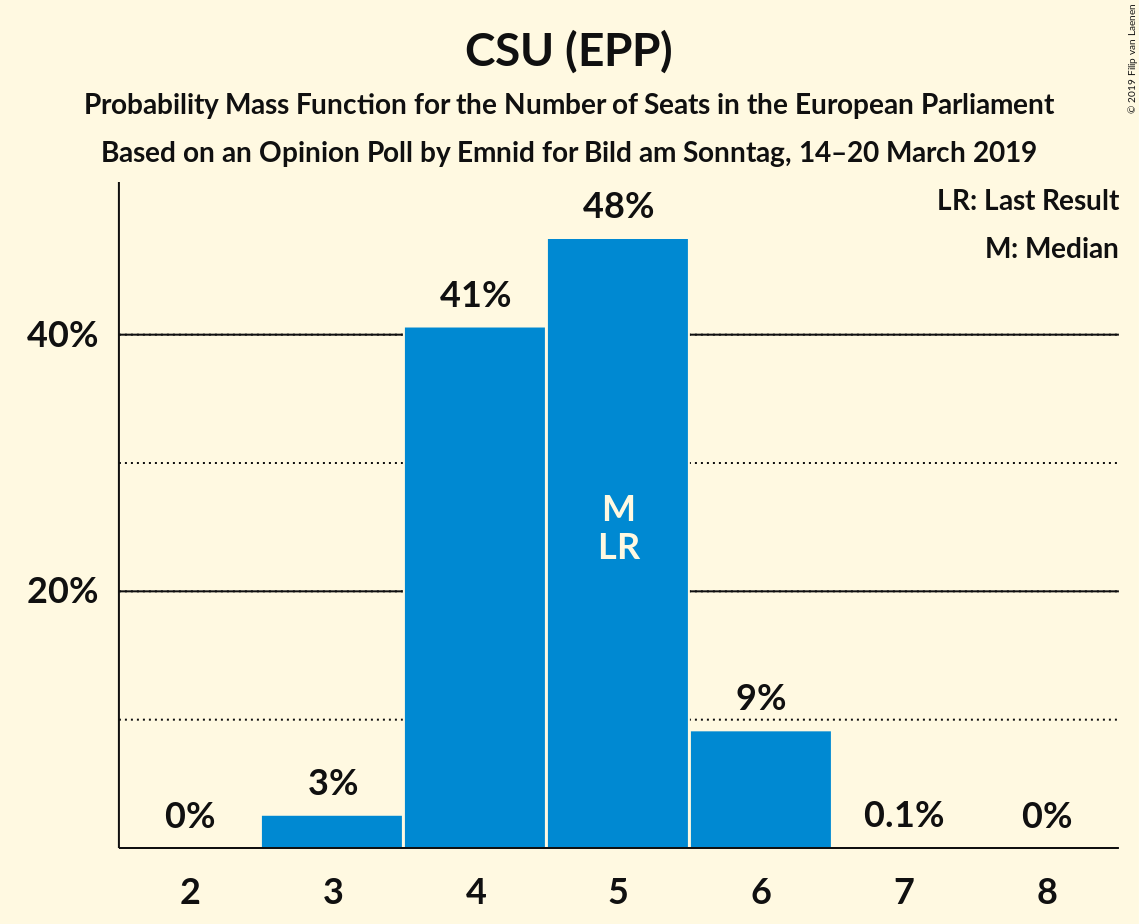 CSU (EPP)
Probability Mass Function for the Number of Seats in the European Parliament
Based on an Opinion Poll by Emnid for Bild am Sonntag, 14–20 March 2019
© 2019 Filip van Laenen
LR: Last Result
M: Median
40%
20%
0%
3%
41%
48%
9%
0.1%
0%
M
LR
2
3
4
5
6
7
8